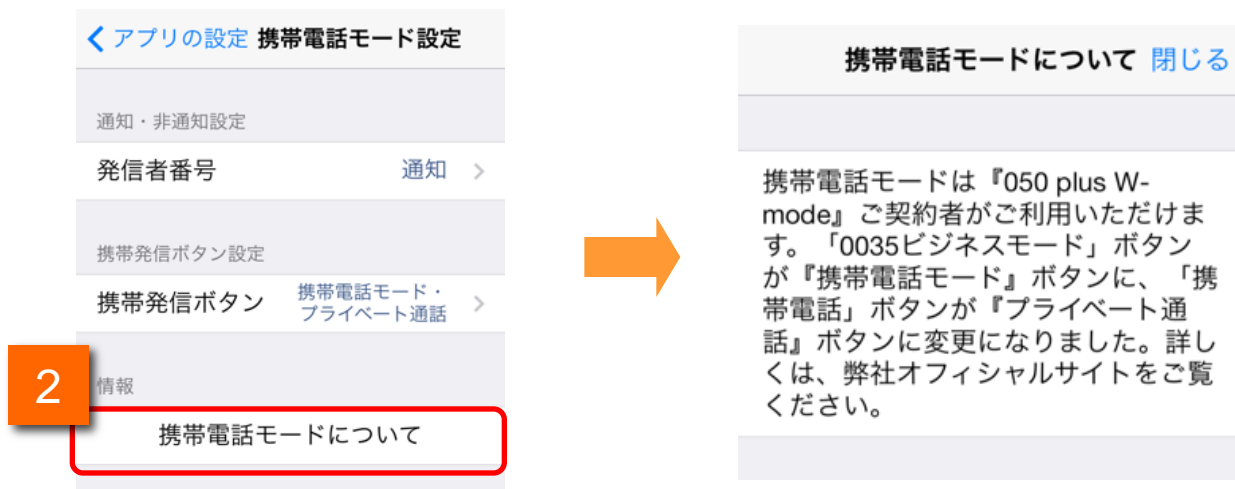 アプリの設定 携帯電話モード設定
通知・非通知設定
発信者番号 通知
携帯発信ボタン設定
携帯発信ボタン 携帯電話モード・
プライベート通話
2
情報
携帯電話モードについて
携帯電話モードについて 閉じる
携帯電話モードは『050 plus W-
mode』ご契約者がご利用いただけま
す。「0035ビジネスモード」ボタン
が『携帯電話モード』ボタンに、「携
帯電話」ボタンが『プライベート通
話』ボタンに変更になりました。詳し
くは、弊社オフィシャルサイトをご覧
ください。